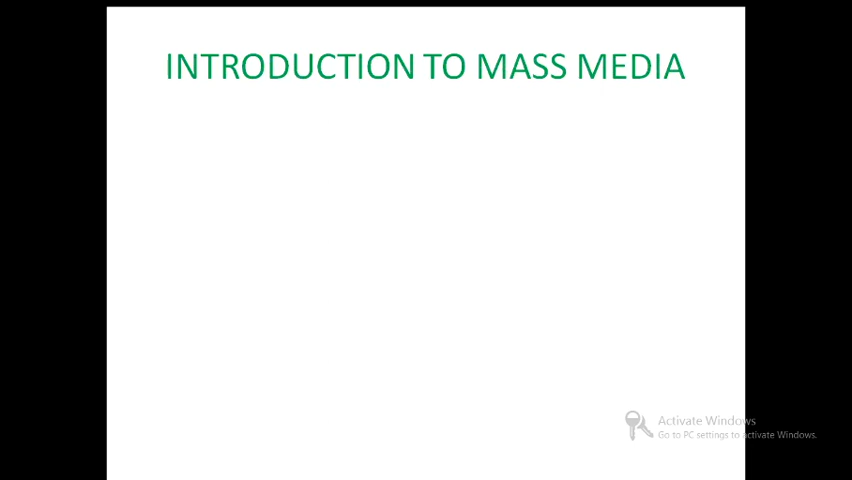 INTRODUCTION TO MASS MEDIA
Activate Windows
Go to PC settings to activate Windows.